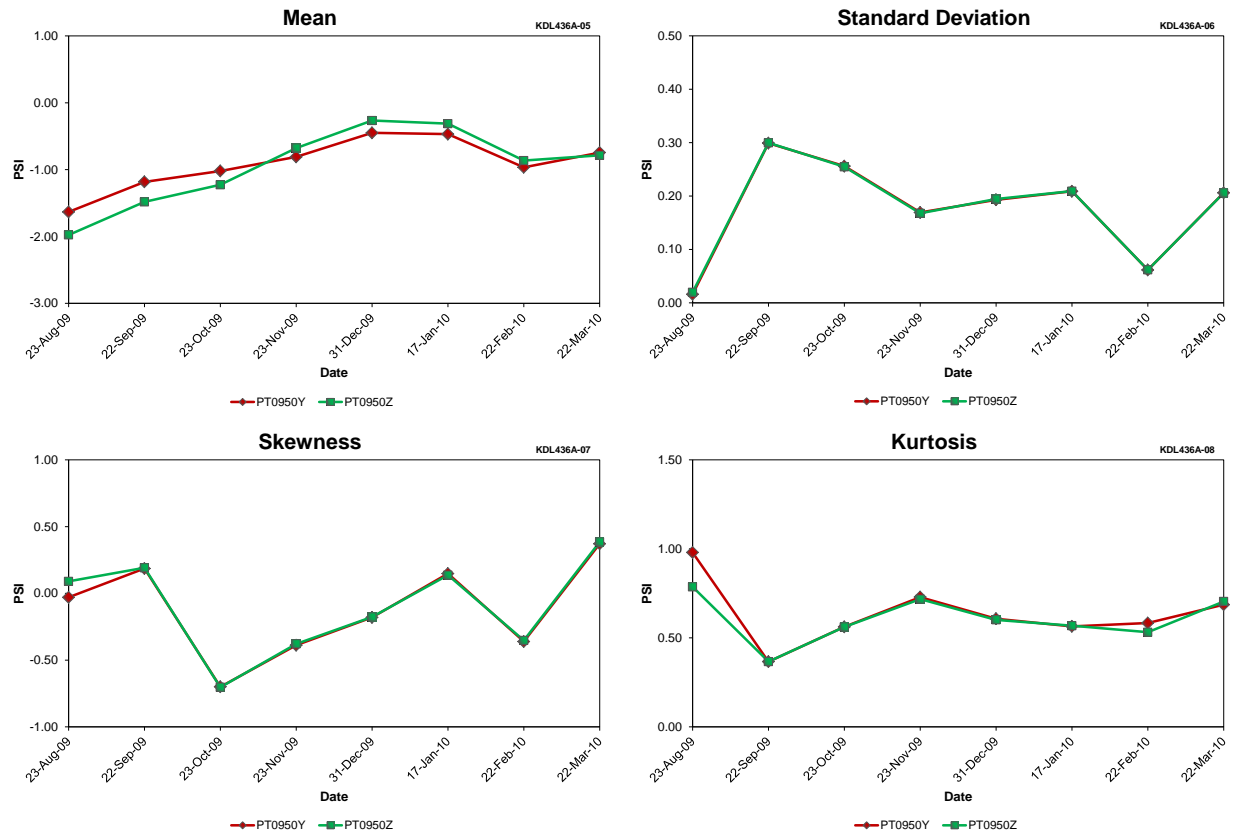 Mean
KDL436A-05
1.00
0.00
-1.00
-2.00
-3.00
PSI
23-Aug-09
22-Sep-09
23-Oct-09
23-Nov-09
31-Dec-09
17-Jan-10
22-Feb-10
22-Mar-10
Date
PT0950Y PT0950Z
Standard Deviation
KDL436A-06
0.50
0.40
0.30
0.20
0.10
0.00
PSI
23-Aug-09
22-Sep-09
23-Oct-09
23-Nov-09
31-Dec-09
17-Jan-10
22-Feb-10
22-Mar-10
Date
PT0950Y PT0950Z
Skewness
KDL436A-07
1.00
0.50
0.00
-0.50
-1.00
PSI
23-Aug-09
22-Sep-09
23-Oct-09
23-Nov-09
31-Dec-09
17-Jan-10
22-Feb-10
22-Mar-10
Date
PT0950Y PT0950Z
Kurtosis
KDL436A-08
1.50
1.00
0.50
0.00
PSI
23-Aug-09
22-Sep-09
23-Oct-09
23-Nov-09
31-Dec-09
17-Jan-10
22-Feb-10
22-Mar-10
Date
PT0950Y PT0950Z